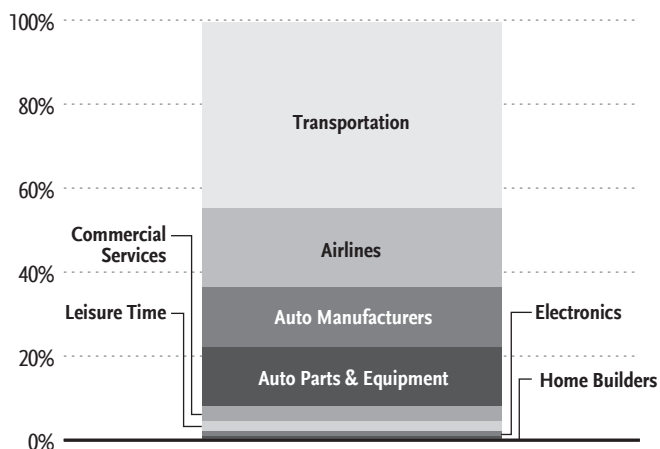 100%
Transportation
80%
60%
Commercial
Services
Airlines
40%
Leisure Time
Auto Manufacturers
Electronics
20%
Auto Parts & Equipment
Home Builders
0%